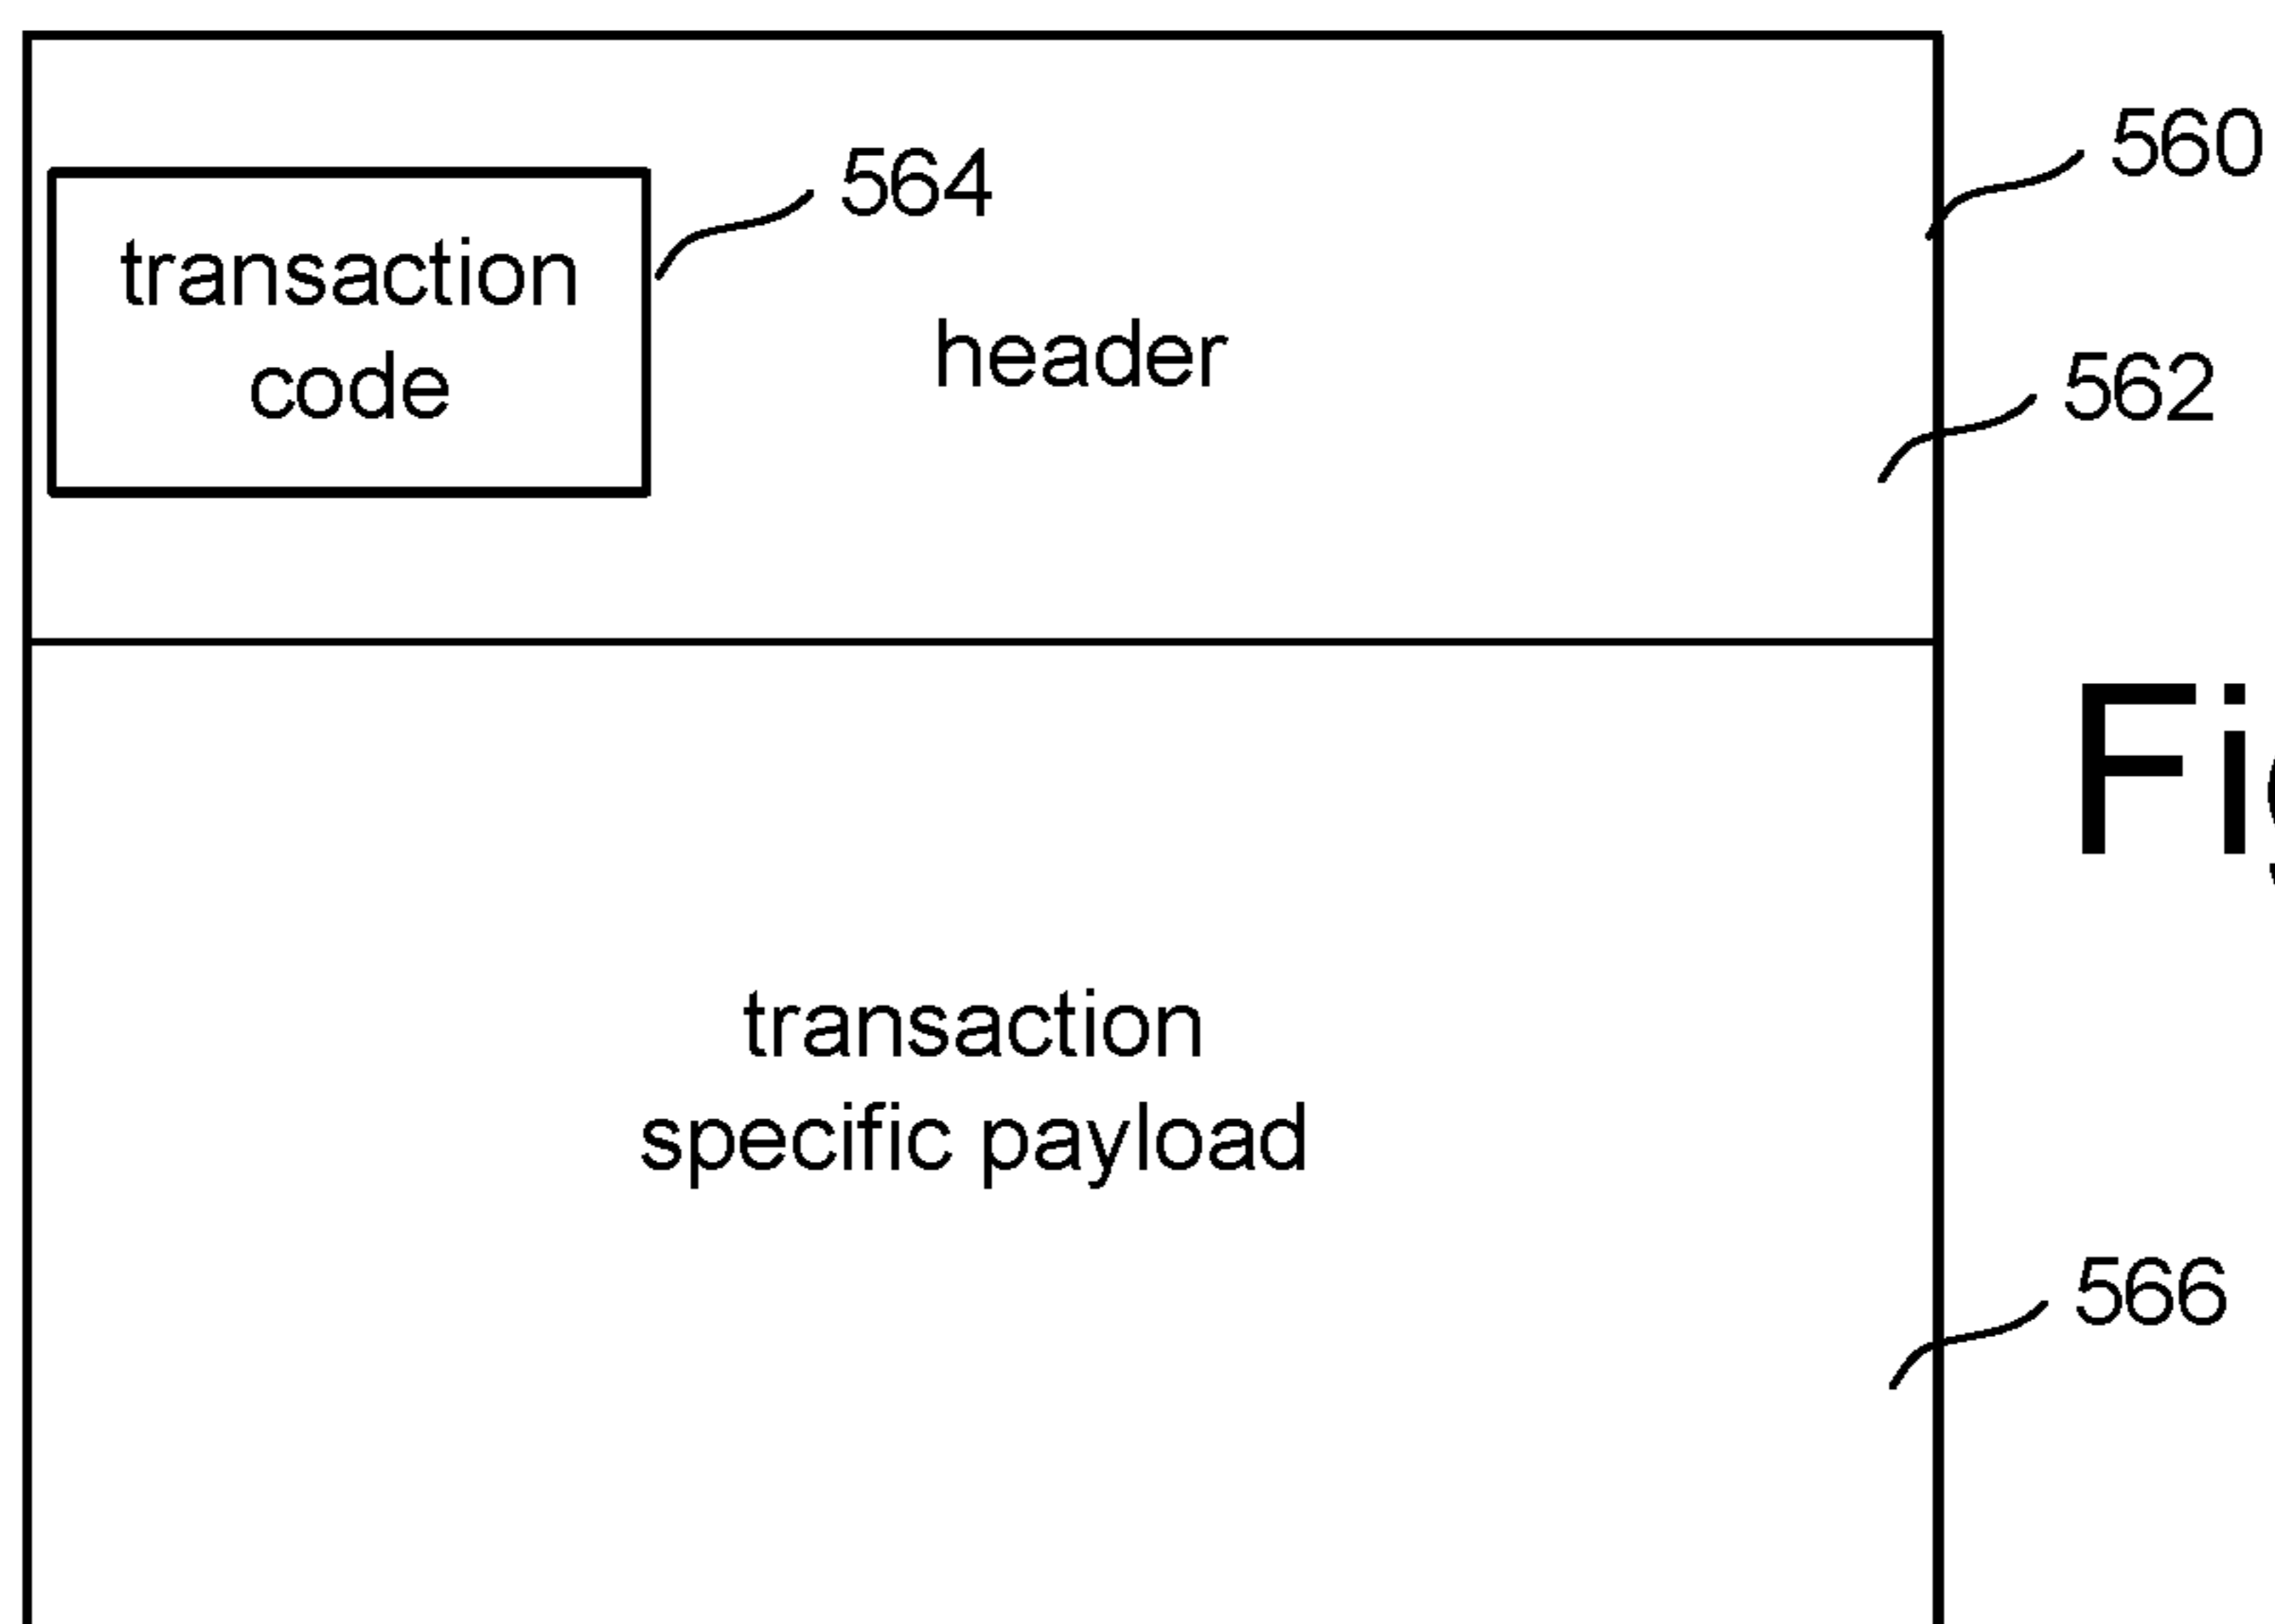 560
564
transaction
code
header
562
transaction
specific payload
566